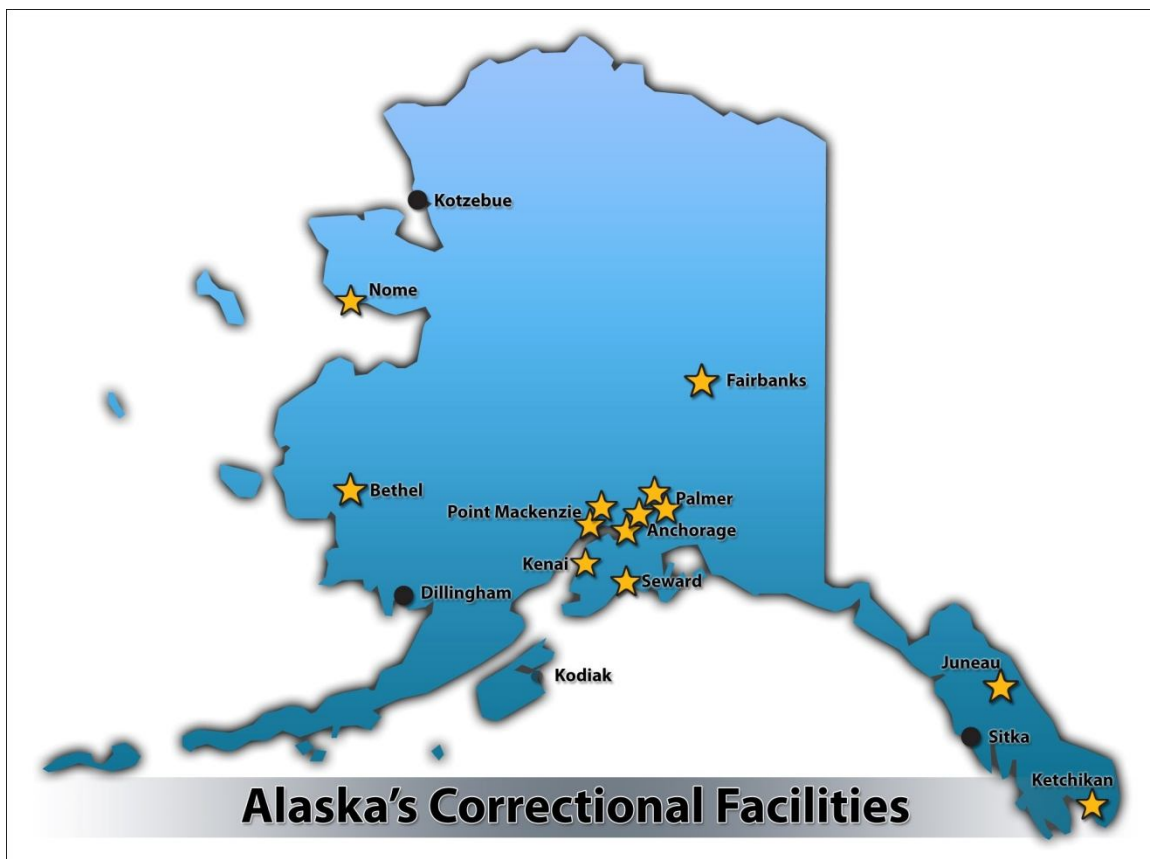 Kotzebue
Nome
Fairbanks
Bethel
Palmer
Point Mackenzie
Anchorage
Kenai
Seward
Dillingham
Juneau
Kodiak
Sitka
Ketchikan
Alaska's Correctional Facilities